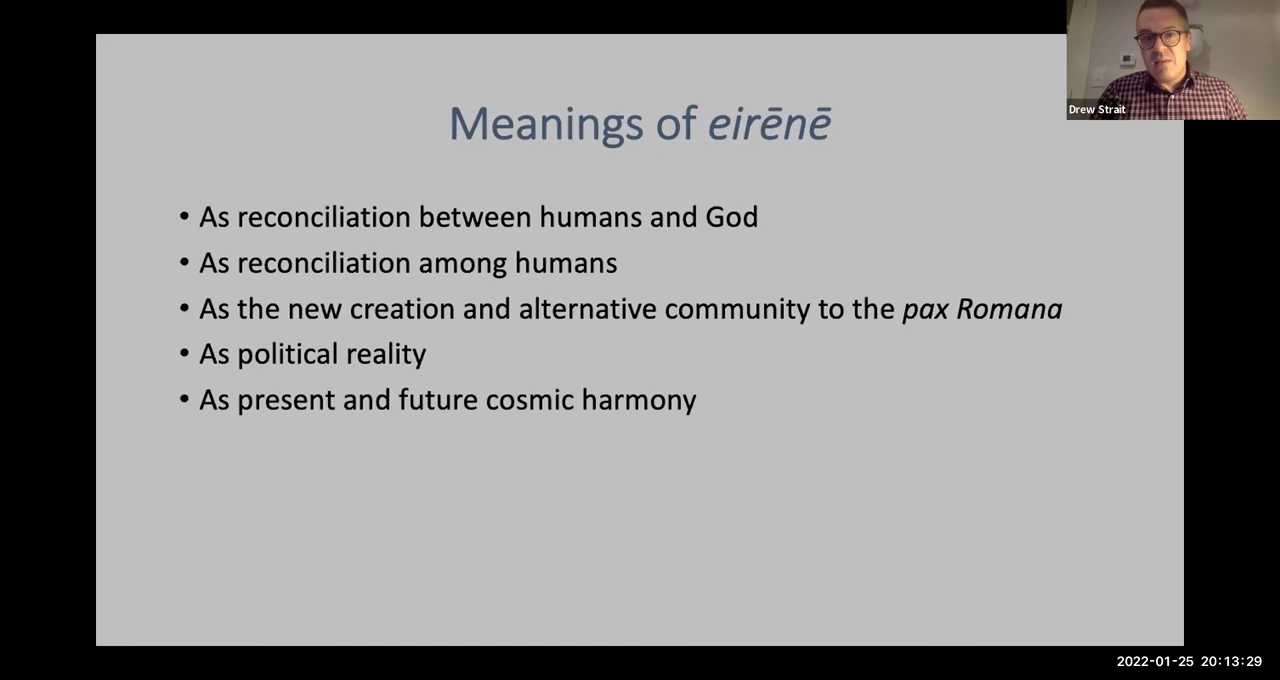 Drew Strait
Meanings of eirēnē
• As reconciliation between humans and God
• As reconciliation among humans
• As the new creation and alternative community to the pax Romana
• As political reality
• As present and future cosmic harmony
2022-01-25 20:13:29